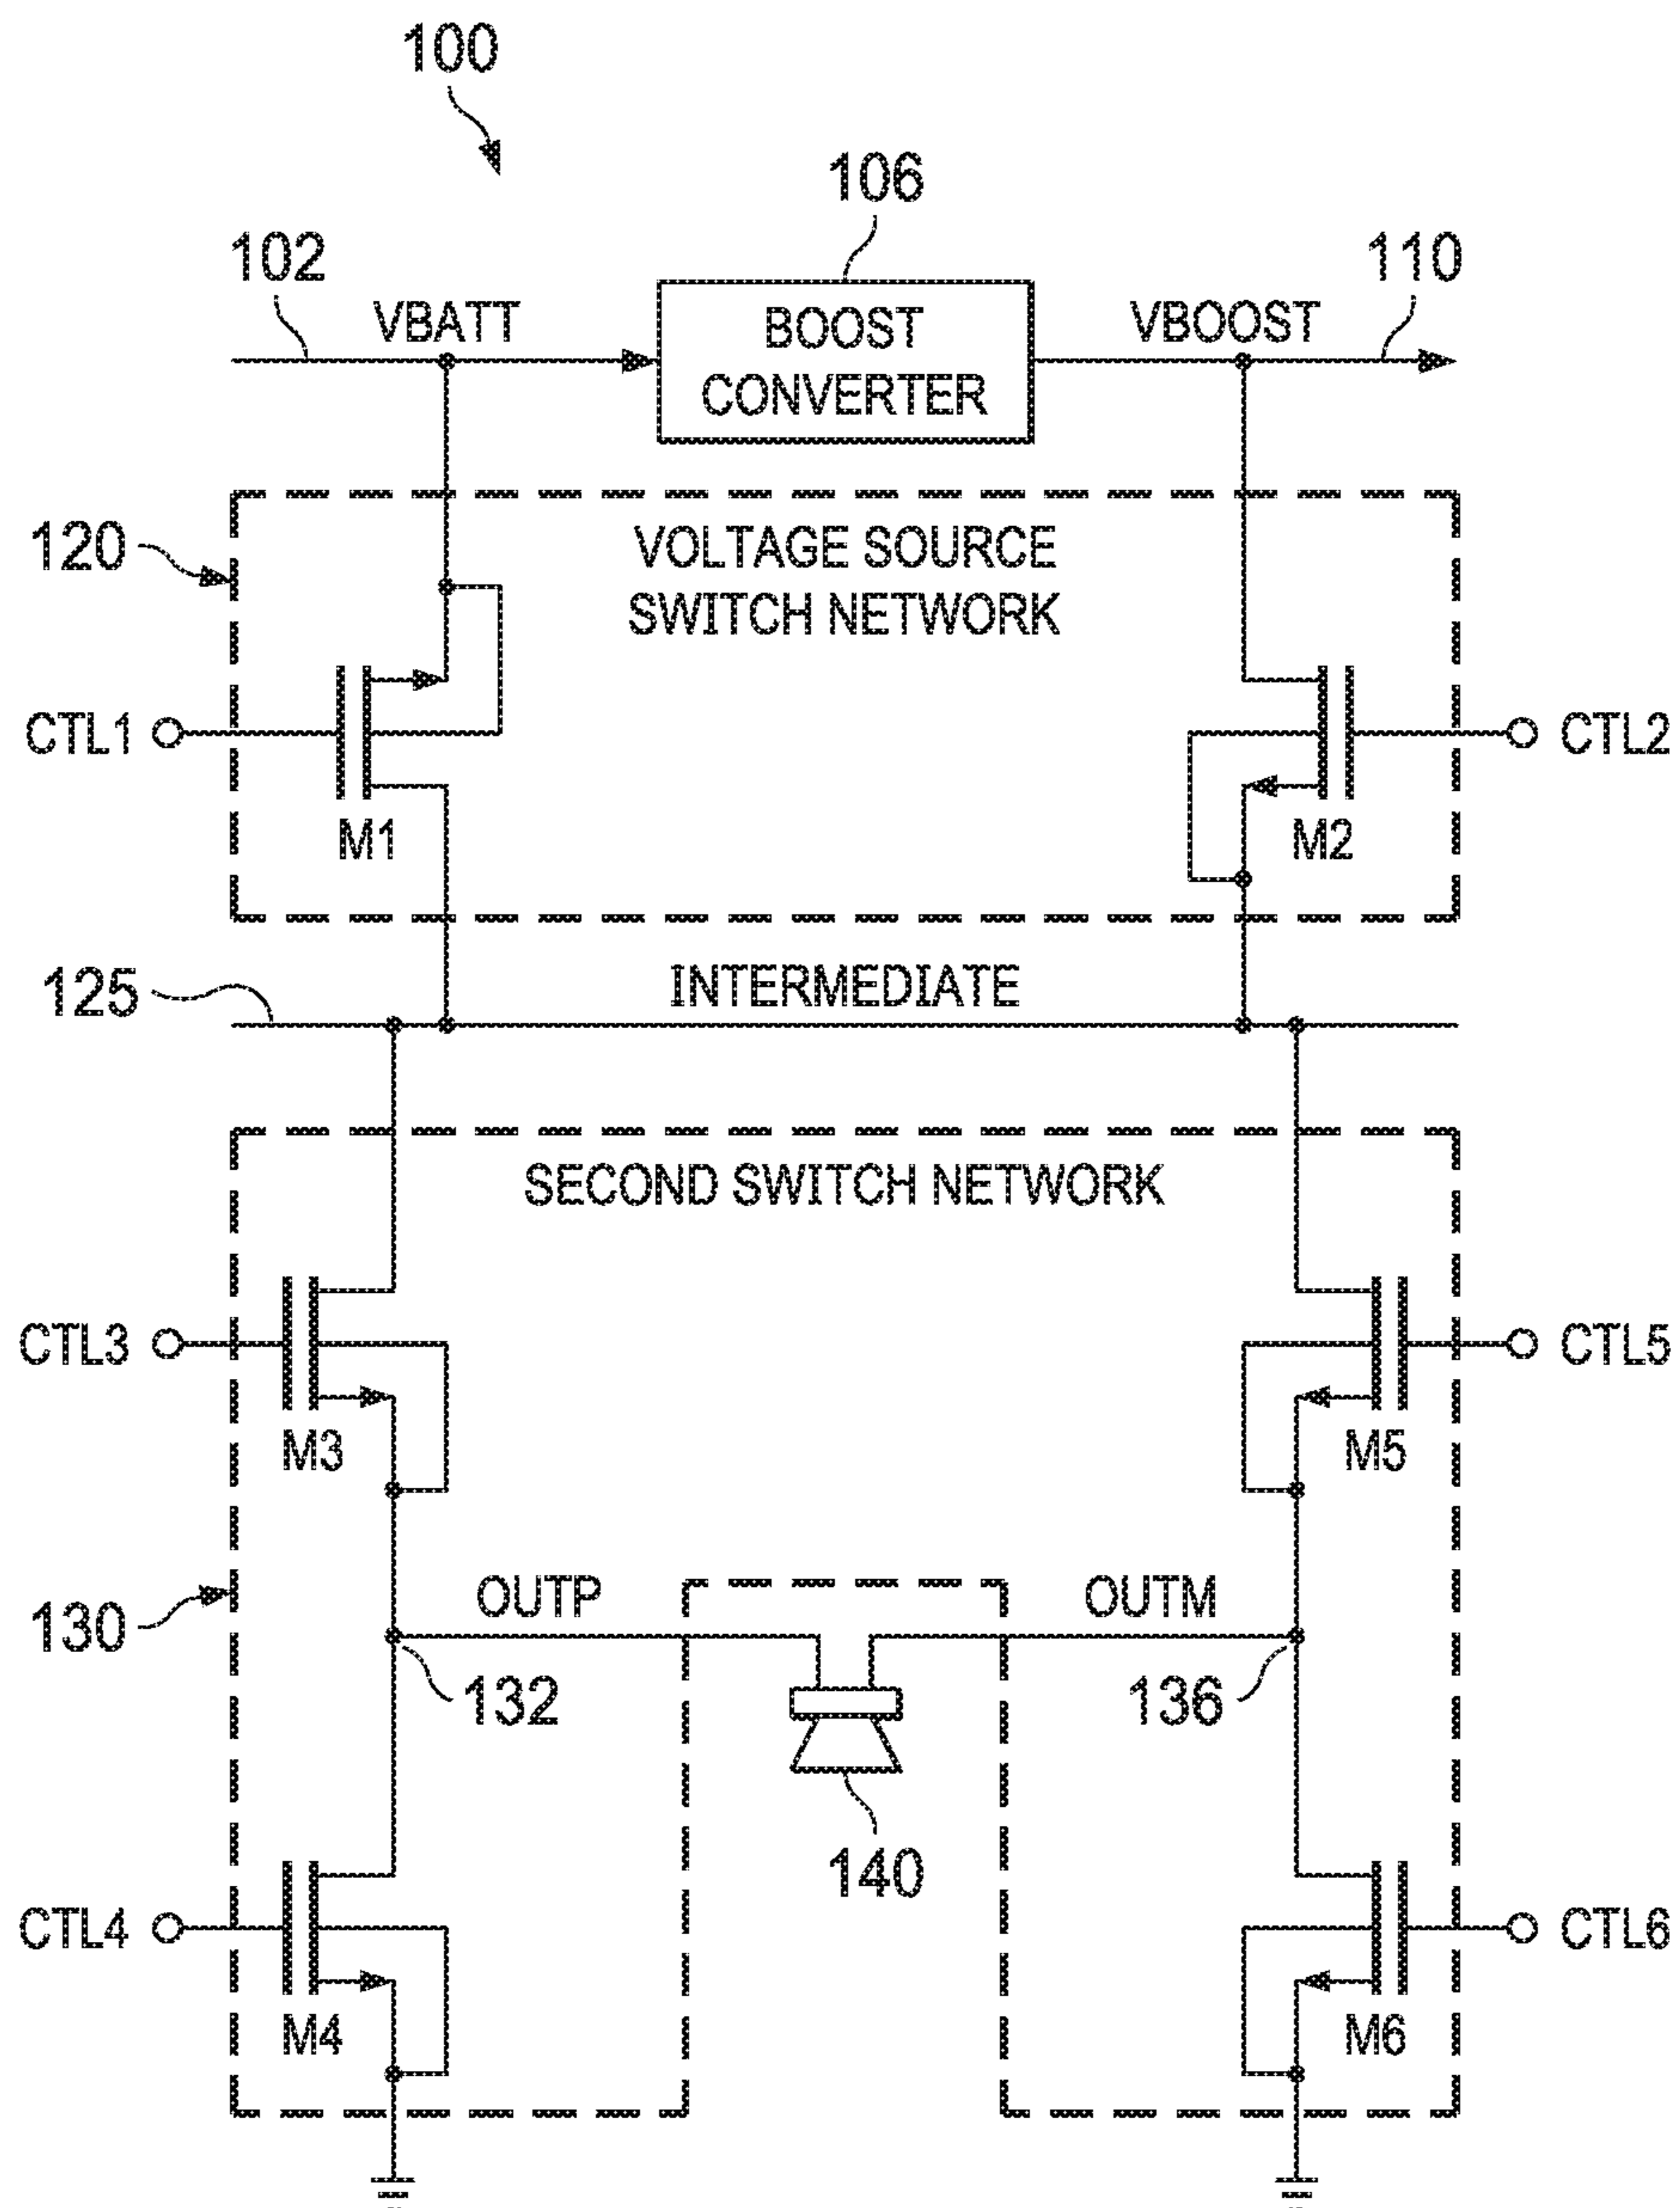 100
106
102
110
VBATT
VBOOST
BOOST
CONVERTER
120
VOLTAGE SOURCE
SWITCH NETWORK
CTL1
CTL2
M1
M2
125
INTERMEDIATE
SECOND SWITCH NETWORK
CTL3
CTL5
M3
M5
130
OUTP
OUTM
132
136
140
CTL4
CTL6
M4
M6